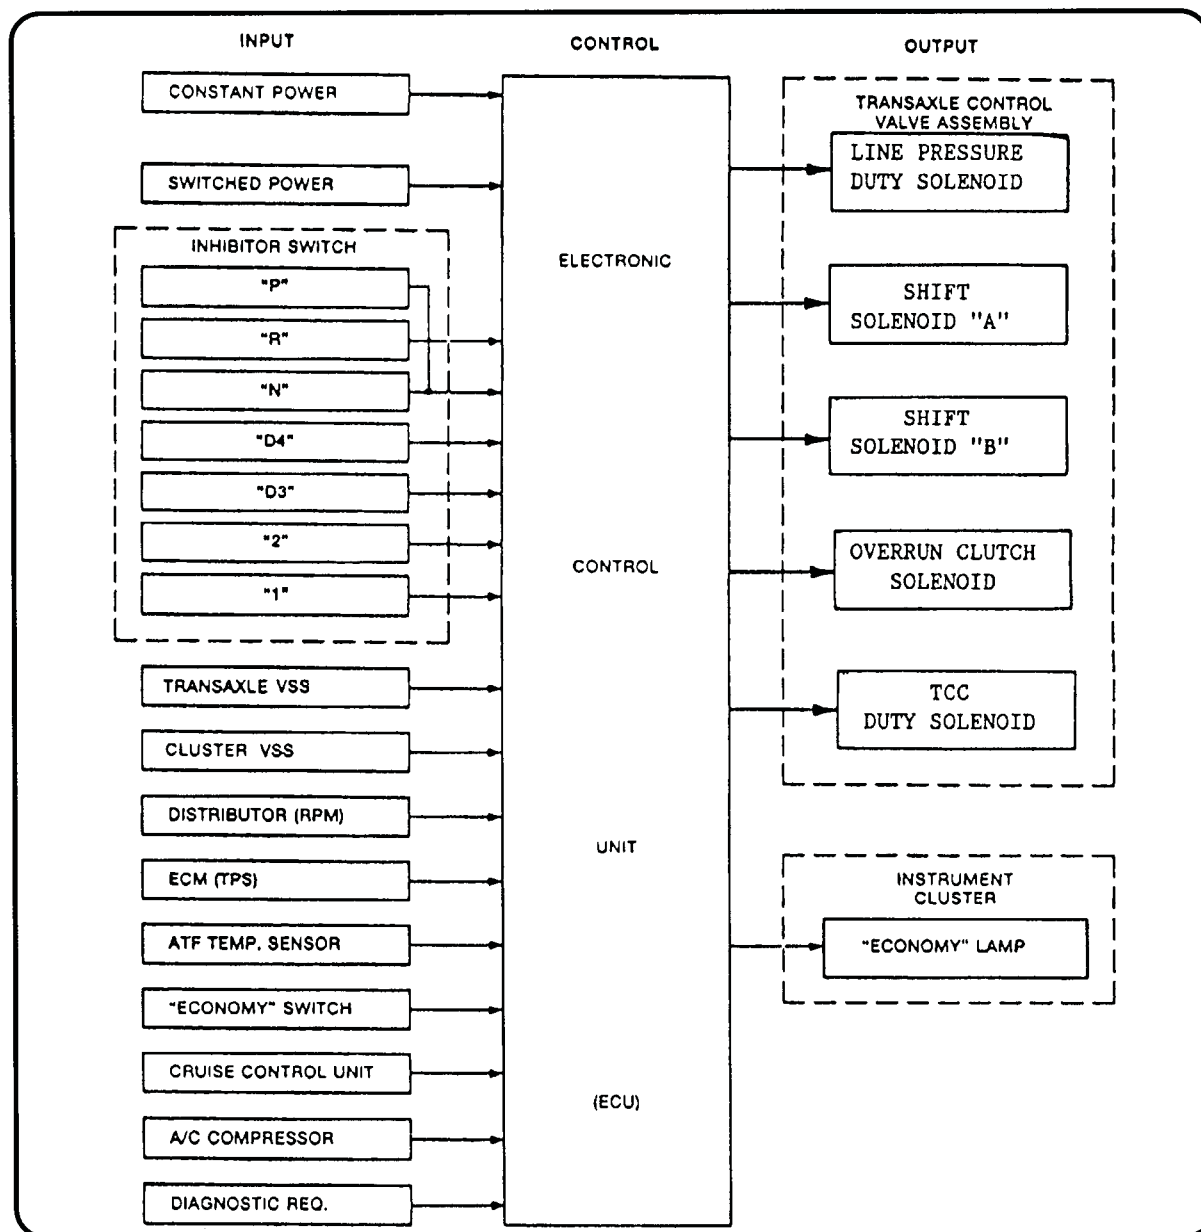 INPUT
CONTROL
OUTPUT
CONSTANT POWER
SWITCHED POWER
INHIBITOR SWITCH
"P"
"R"
"N"
"D4"
"D3"
"2"
"1"
TRANSAXLE VSS
CLUSTER VSS
DISTRIBUTOR (RPM)
ECM (TPS)
ATF TEMP. SENSOR
"ECONOMY" SWITCH
CRUISE CONTROL UNIT
A/C COMPRESSOR
DIAGNOSTIC REQ.
ELECTRONIC
CONTROL
UNIT
(ECU)
TRANSAXLE CONTROL
VALVE ASSEMBLY
LINE PRESSURE
DUTY SOLENOID
SHIFT
SOLENOID "A"
SHIFT
SOLENOID "B"
OVERRUN CLUTCH
SOLENOID
TCC
DUTY SOLENOID
INSTRUMENT
CLUSTER
"ECONOMY" LAMP